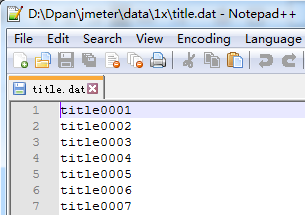 D:\Dpan\jmeter\data\1x\title.dat - Notepad++
File Edit Search View Encoding Language
title.dat
1 title0001
2 title0002
3 title0003
4 title0004
5 title0005
6 title0006
7 title0007